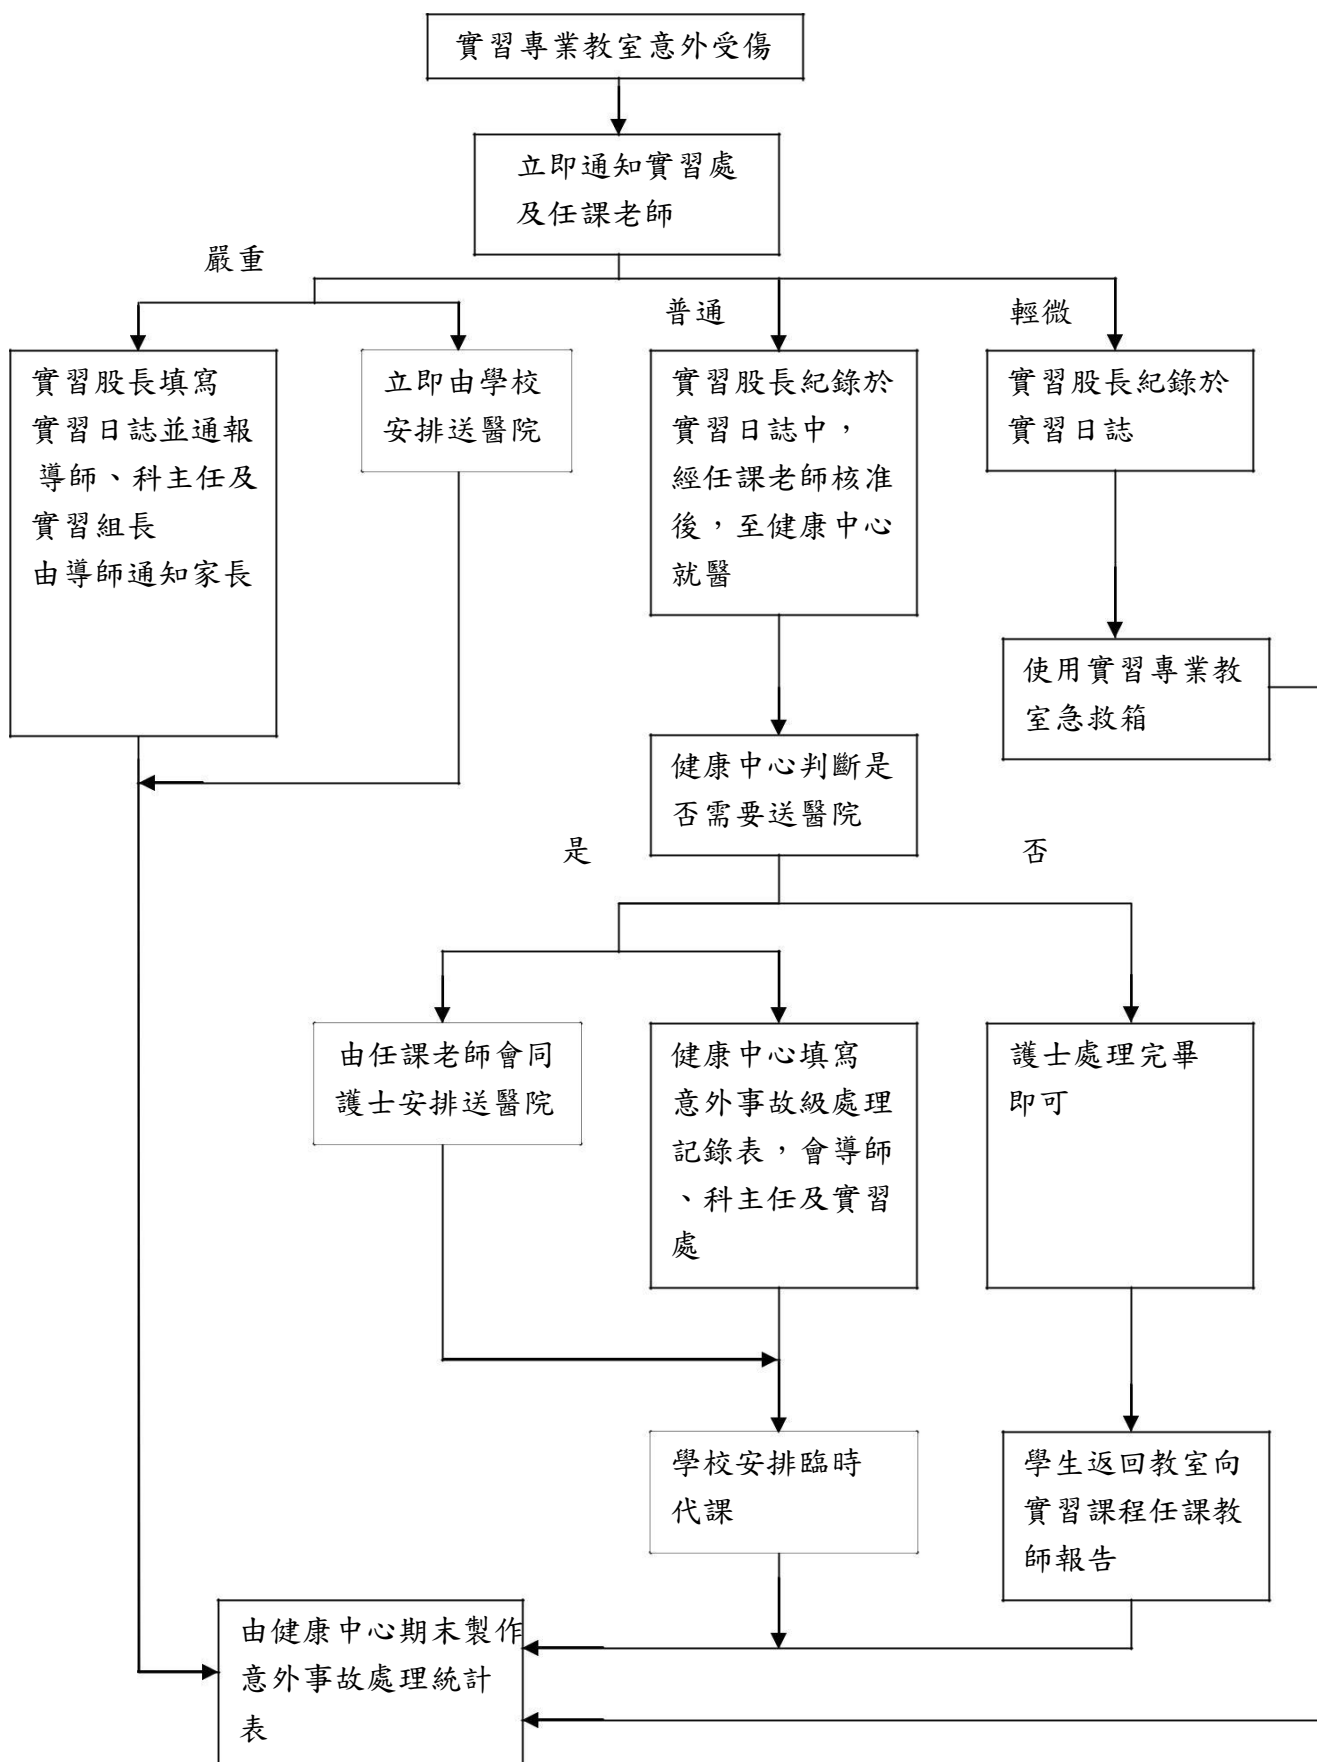 實習專業教室意外受傷
立即通知實習處
及任課老師
嚴重
普通
輕微
實習股長填寫
實習日誌並通報
導師、科主任及
實習組長
由導師通知家長
立即由學校
安排送醫院
實習股長紀錄於
實習日誌中，
經任課老師核准
後，至健康中心
就醫
實習股長紀錄於
實習日誌
使用實習專業教
室急救箱
健康中心判斷是
否需要送醫院
是
否
由任課老師會同
護士安排送醫院
健康中心填寫
意外事故級處理
記錄表，會導師
、科主任及實習
處
護士處理完畢
即可
學校安排臨時
代課
學生返回教室向
實習課程任課教
師報告
由健康中心期末製作
意外事故處理統計
表